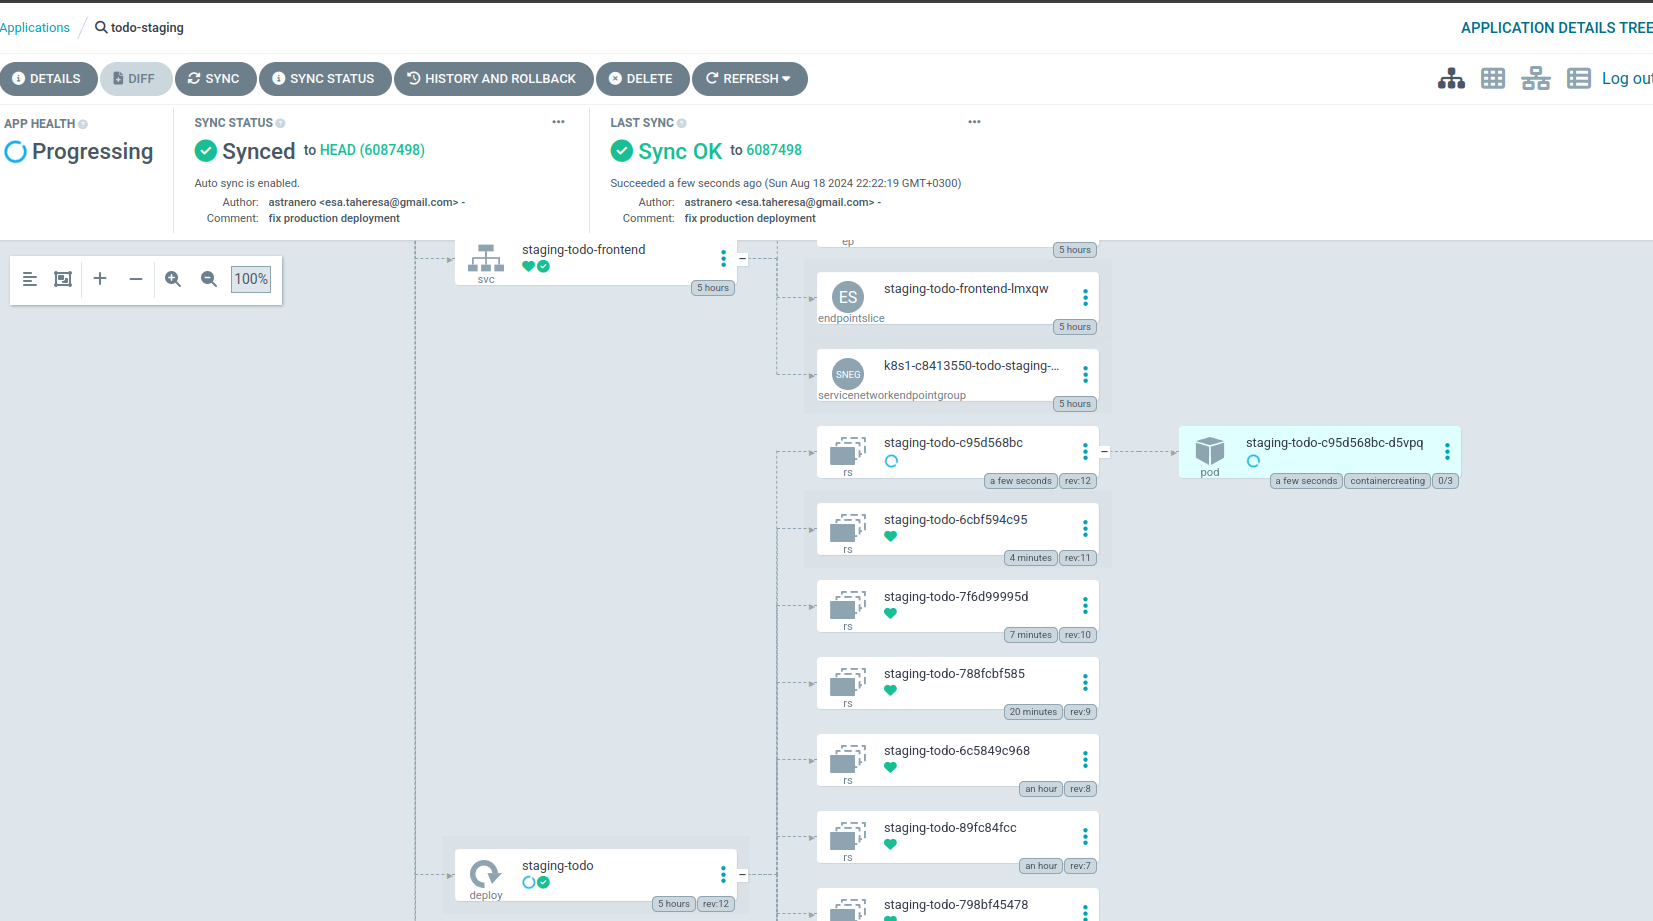 Applications / todo-staging
APPLICATION DETAILS TREE
DETAILS DIFF SYNC SYNC STATUS HISTORY AND ROLLBACK DELETE REFRESH
Log out
APP HEALTH
Progressing
SYNC STATUS
Synced to HEAD (6087498)
Auto sync is enabled.
Author: astranero <esa.taheresa@gmail.com> -
Comment: fix production deployment
LAST SYNC
Sync OK to 6087498
Succeeded a few seconds ago (Sun Aug 18 2024 22:22:19 GMT+0300)
Author: astranero <esa.taheresa@gmail.com> -
Comment: fix production deployment
100%
staging-todo-frontend
svc
5 hours
ep
5 hours
ES
staging-todo-frontend-lmxqw
endpointslice
5 hours
SNEG
k8s1-c8413550-todo-staging-...
servicenetworkendpointgroup
5 hours
staging-todo-c95d568bc
rs
a few seconds rev:12
staging-todo-c95d568bc-d5vpq
pod
a few seconds containercreating 0/3
staging-todo-6cbf594c95
rs
4 minutes rev:11
staging-todo-7f6d99995d
rs
7 minutes rev:10
staging-todo-788fcbf585
rs
20 minutes rev:9
staging-todo-6c5849c968
rs
an hour rev:8
staging-todo-89fc84fcc
rs
an hour rev:7
staging-todo
deploy
5 hours rev:12
staging-todo-798bf45478